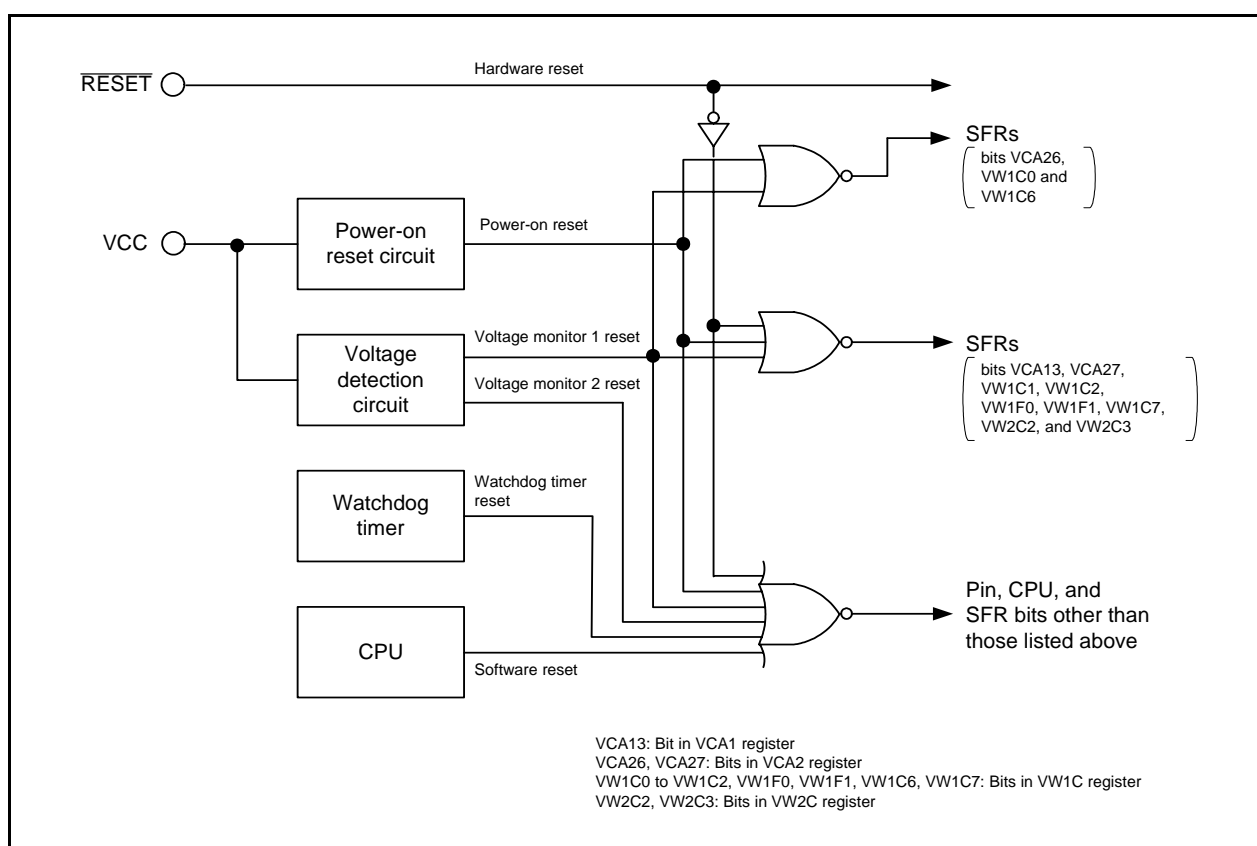 Hardware reset
RESET
SFRs
bits VCA26,
VW1C0 and
VW1C6
VCC
Power-on
reset circuit
Power-on reset
Voltage
detection
circuit
Voltage monitor 1 reset
Voltage monitor 2 reset
SFRs
bits VCA13, VCA27,
VW1C1, VW1C2,
VW1F0, VW1F1, VW1C7,
VW2C2, and VW2C3
Watchdog
timer
Watchdog timer
reset
CPU
Software reset
Pin, CPU, and
SFR bits other than
those listed above
VCA13: Bit in VCA1 register
VCA26, VCA27: Bits in VCA2 register
VW1C0 to VW1C2, VW1F0, VW1F1, VW1C6, VW1C7: Bits in VW1C register
VW2C2, VW2C3: Bits in VW2C register